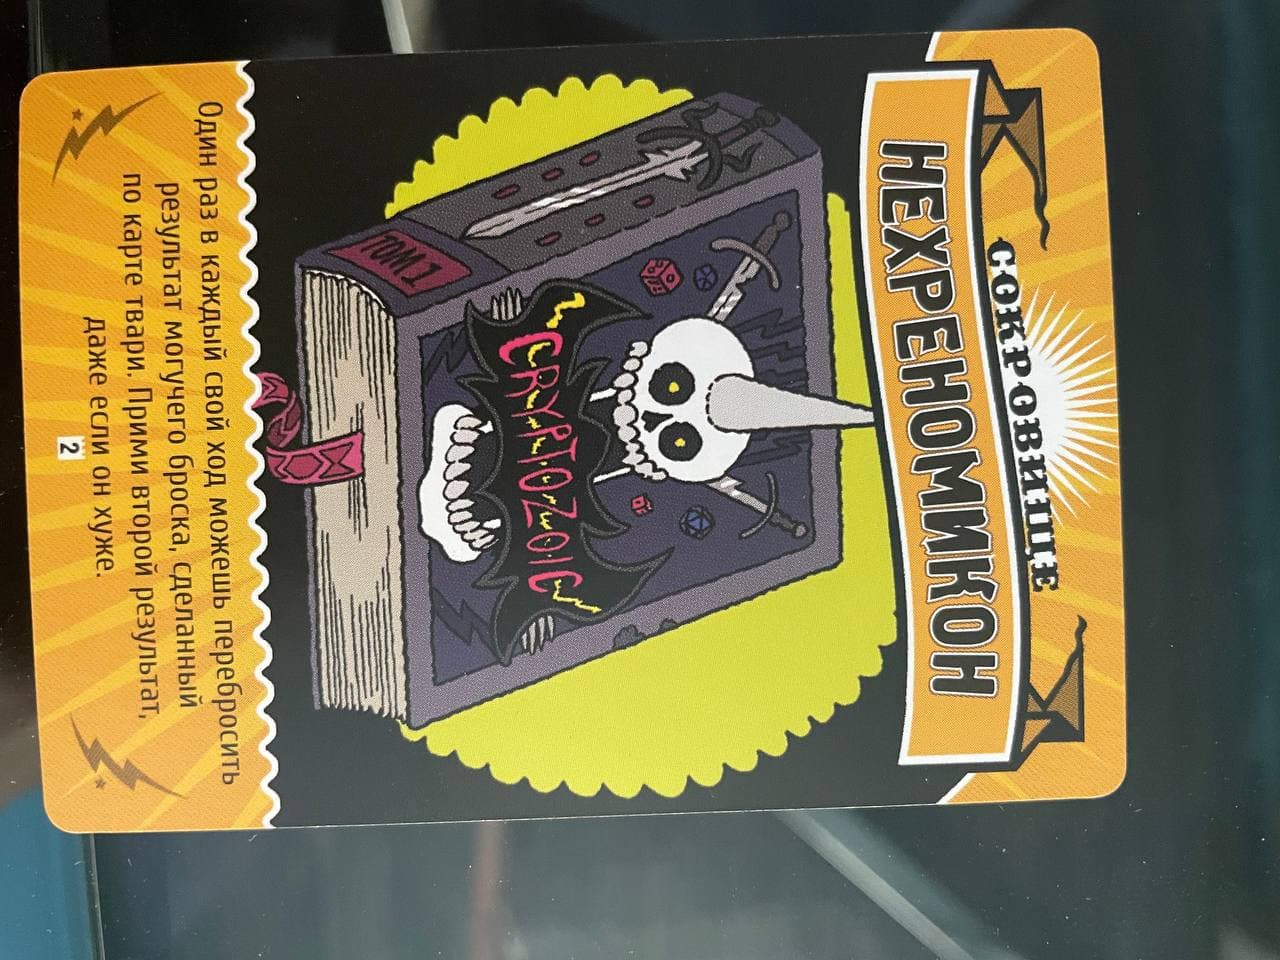 СОКРОВИЩЕ
НЕХРЕНОМИКОН
CRYPTOZOIC
ТОМ 1
Один раз в каждый свой ход можешь перебросить
результат могучего броска, сделанный
по карте твари. Прими второй результат,
даже если он хуже.
2